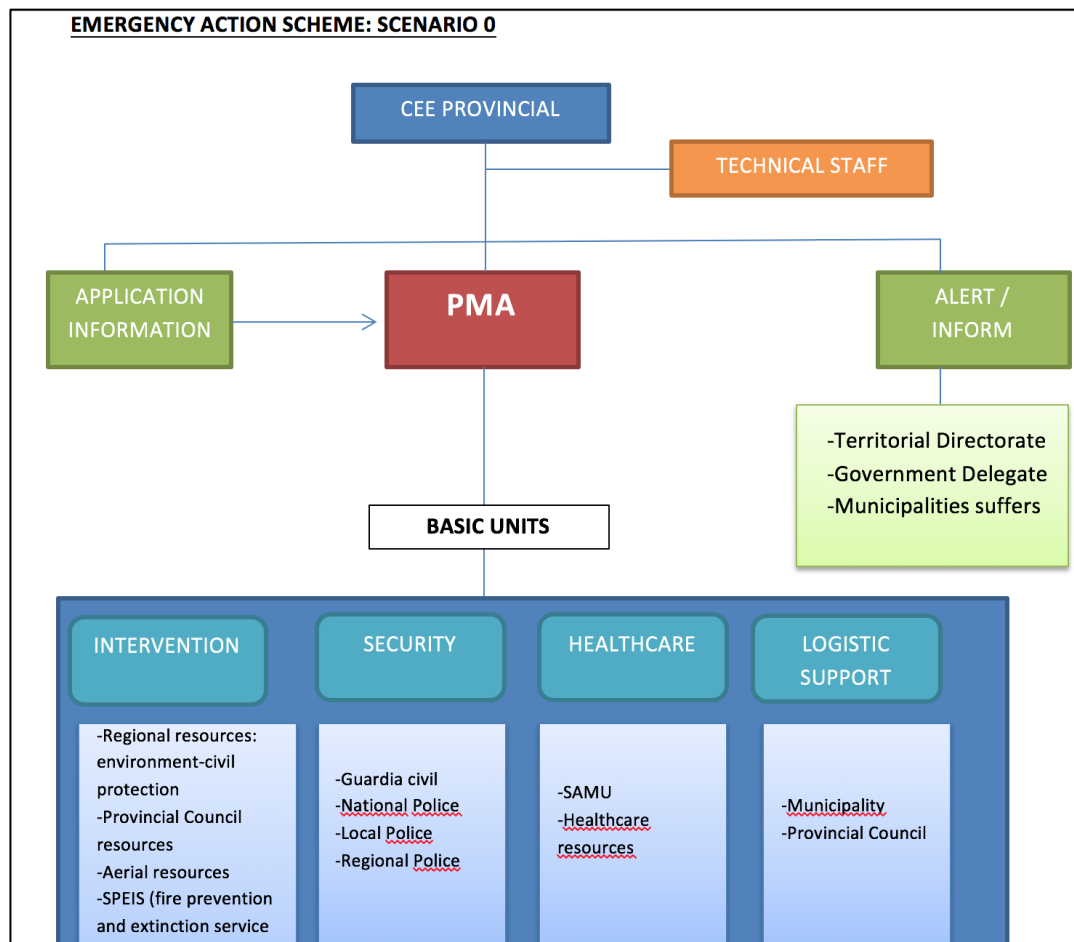 EMERGENCY ACTION SCHEME: SCENARIO 0
CEE PROVINCIAL
TECHNICAL STAFF
APPLICATION
INFORMATION
PMA
ALERT /
INFORM
-Territorial Directorate
-Government Delegate
-Municipalities suffers
BASIC UNITS
INTERVENTION
-Regional resources:
environment-civil
protection
-Provincial Council
resources
-Aerial resources
-SPEIS (fire prevention
and extinction service
SECURITY
-Guardia civil
-National Police
-Local Police
-Regional Police
HEALTHCARE
-SAMU
-Healthcare
resources
LOGISTIC
SUPPORT
-Municipality
-Provincial Council